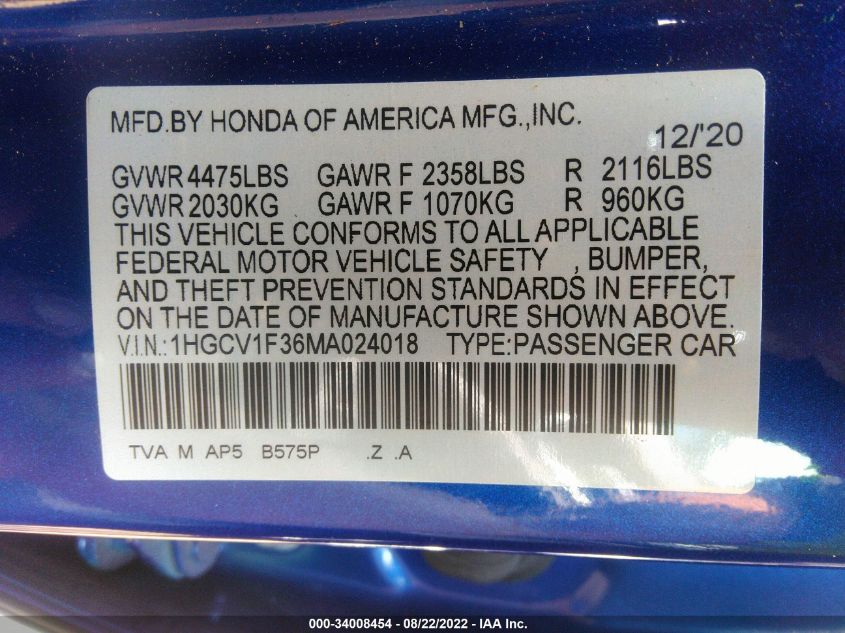 MFD.BY HONDA OF AMERICA MFG.,INC.
12/'20
GVWR 4475LBS GAWR F 2358LBS R 2116LBS
GVWR 2030KG GAWR F 1070KG R 960KG
THIS VEHICLE CONFORMS TO ALL APPLICABLE
FEDERAL MOTOR VEHICLE SAFETY , BUMPER,
AND THEFT PREVENTION STANDARDS IN EFFECT
ON THE DATE OF MANUFACTURE SHOWN ABOVE.
V.I.N.:1HGCV1F36MA024018 TYPE:PASSENGER CAR
TVA M AP5 B575P .Z .A
000-34008454 - 08/22/2022 - IAA Inc.